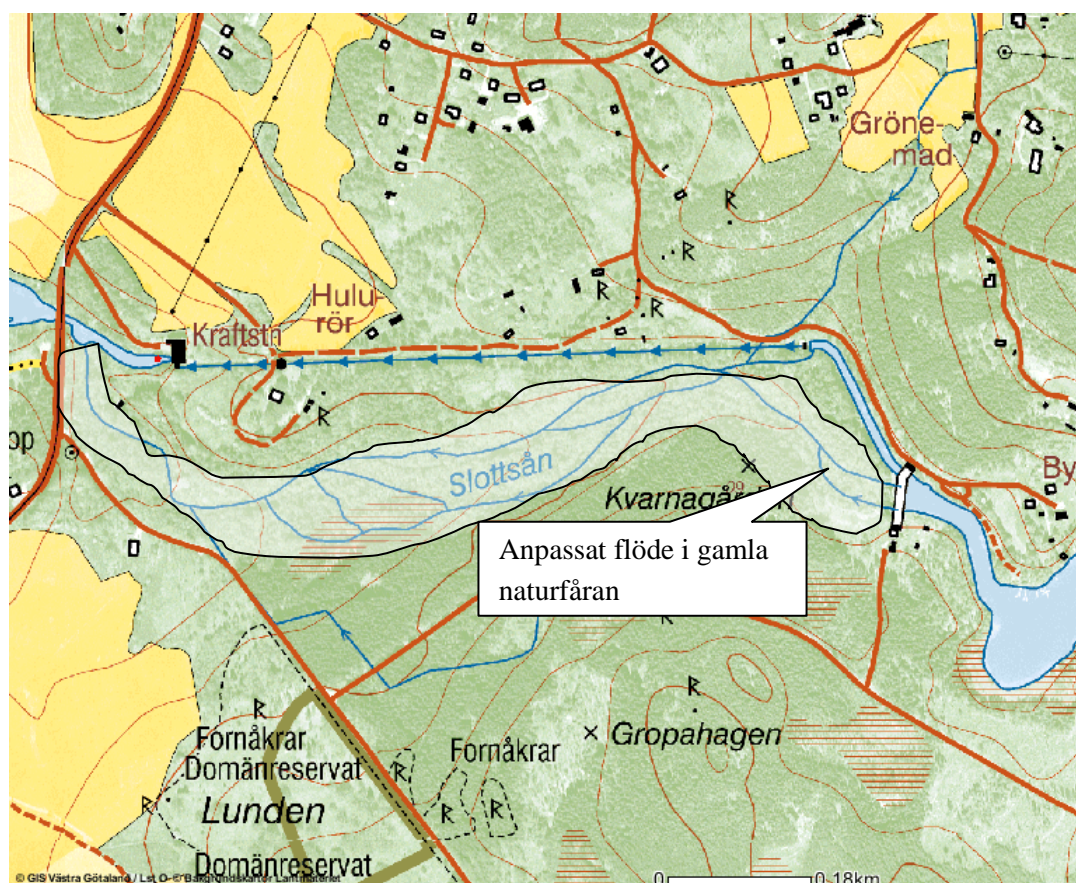 Gröne-
mad
Hulu-
rör
Kraftstn
op
Slottsån
By
Kvarnagården
Anpassat flöde i gamla
naturfåran
Gropahagen
Fornåkrar
Domänreservat
Fornåkrar
Lunden
Domänreservat
© GIS Västra Götaland / Lst O- © Bakgrundskartor Lantmäteriet
0 0,18km